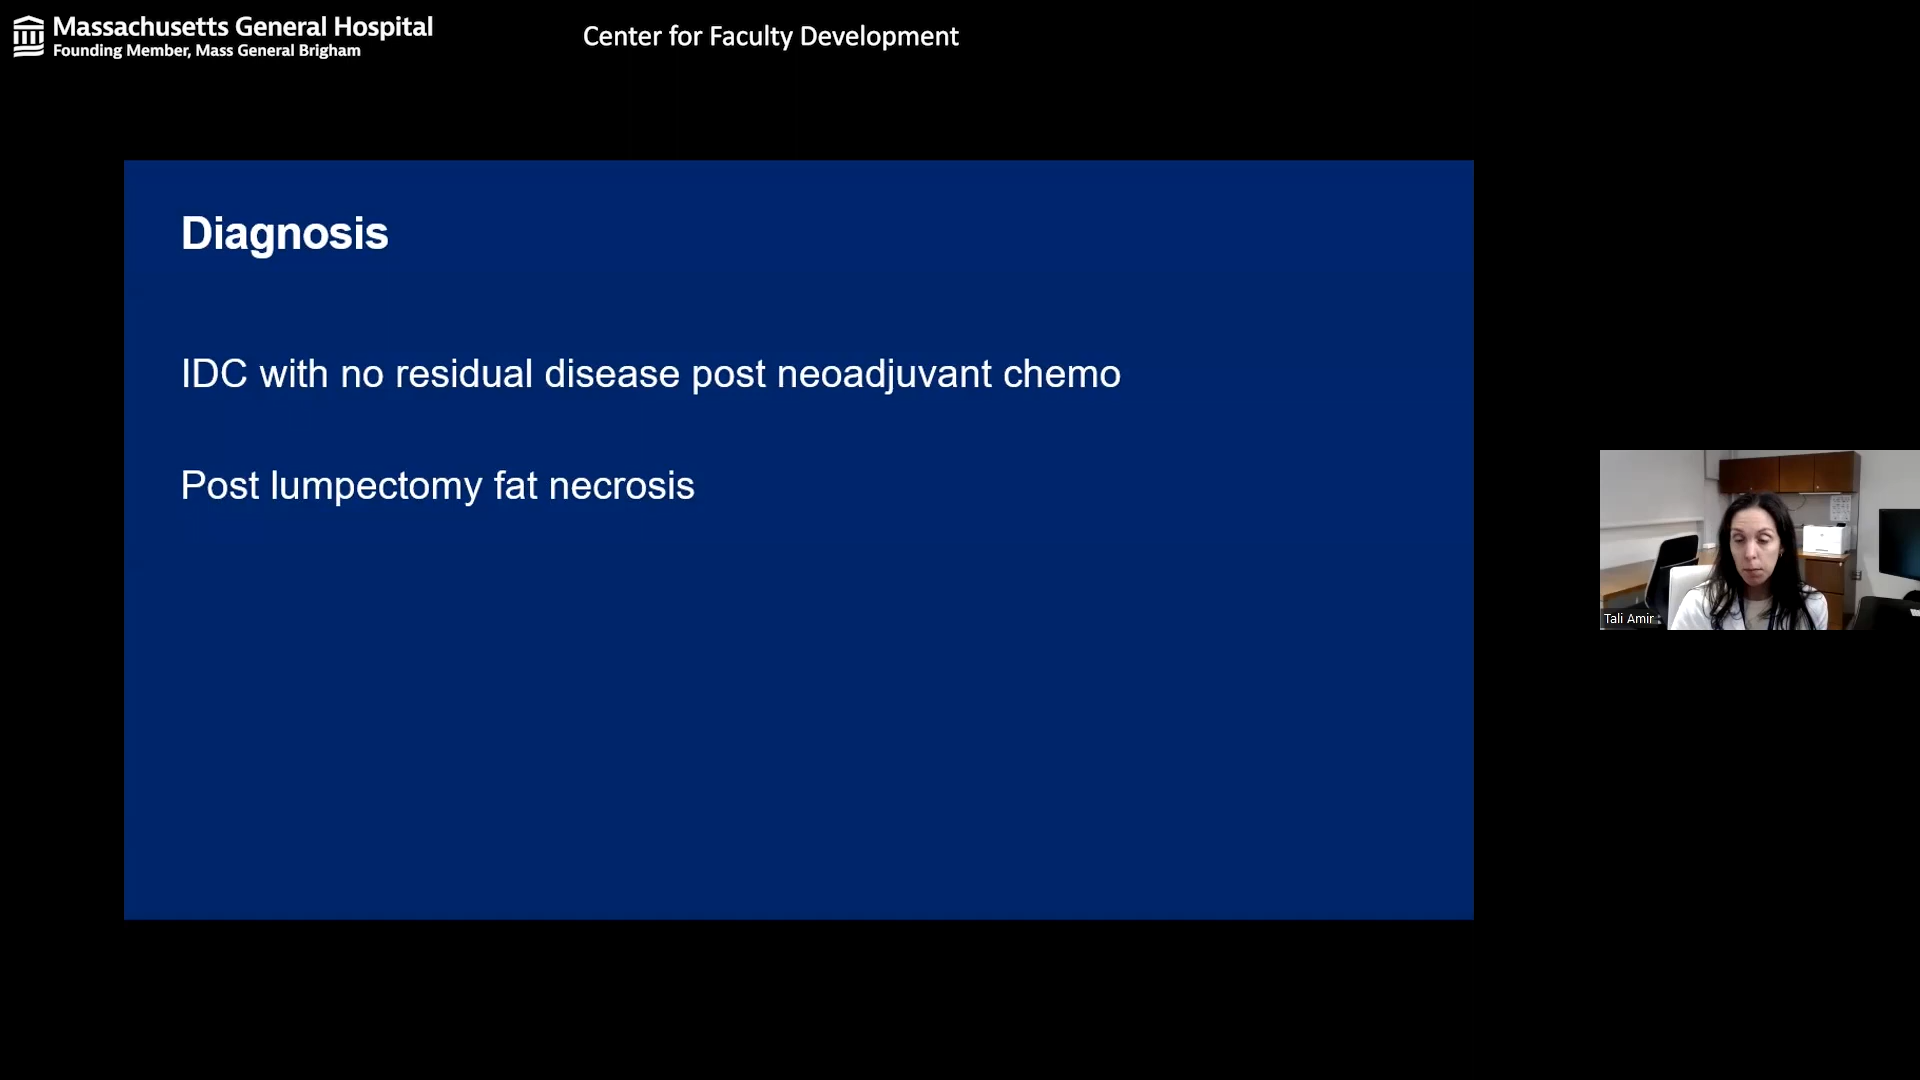 Massachusetts General Hospital
Founding Member, Mass General Brigham
Center for Faculty Development
Diagnosis
IDC with no residual disease post neoadjuvant chemo
Post lumpectomy fat necrosis
Tali Amir